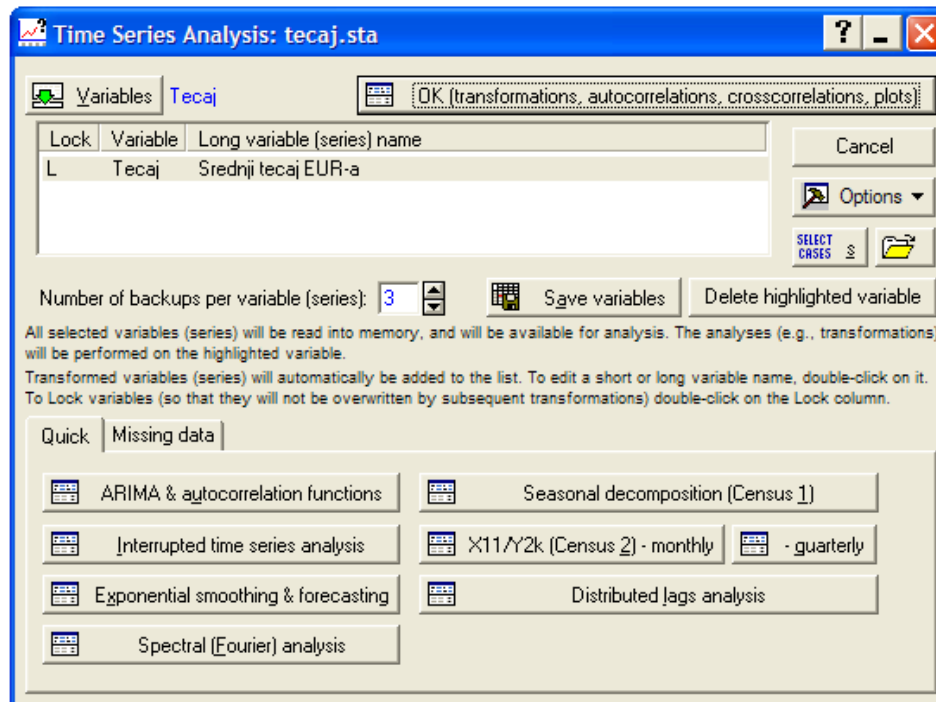 Time Series Analysis: tecaj.sta
?
Variables Tecaj
OK (transformations, autocorrelations, crosscorrelations, plots)
Lock Variable Long variable (series) name
L Tecaj Srednji tecaj EUR-a
Cancel
Options
SELECT CASES S
Number of backups per variable (series): 3
Save variables
Delete highlighted variable
All selected variables (series) will be read into memory, and will be available for analysis. The analyses (e.g., transformations)
will be performed on the highlighted variable.
Transformed variables (series) will automatically be added to the list. To edit a short or long variable name, double-click on it.
To Lock variables (so that they will not be overwritten by subsequent transformations) double-click on the Lock column.
Quick Missing data
ARIMA & autocorrelation functions
Seasonal decomposition (Census 1)
Interrupted time series analysis
X11/Y2k (Census 2) - monthly
- quarterly
Exponential smoothing & forecasting
Distributed lags analysis
Spectral (Fourier) analysis